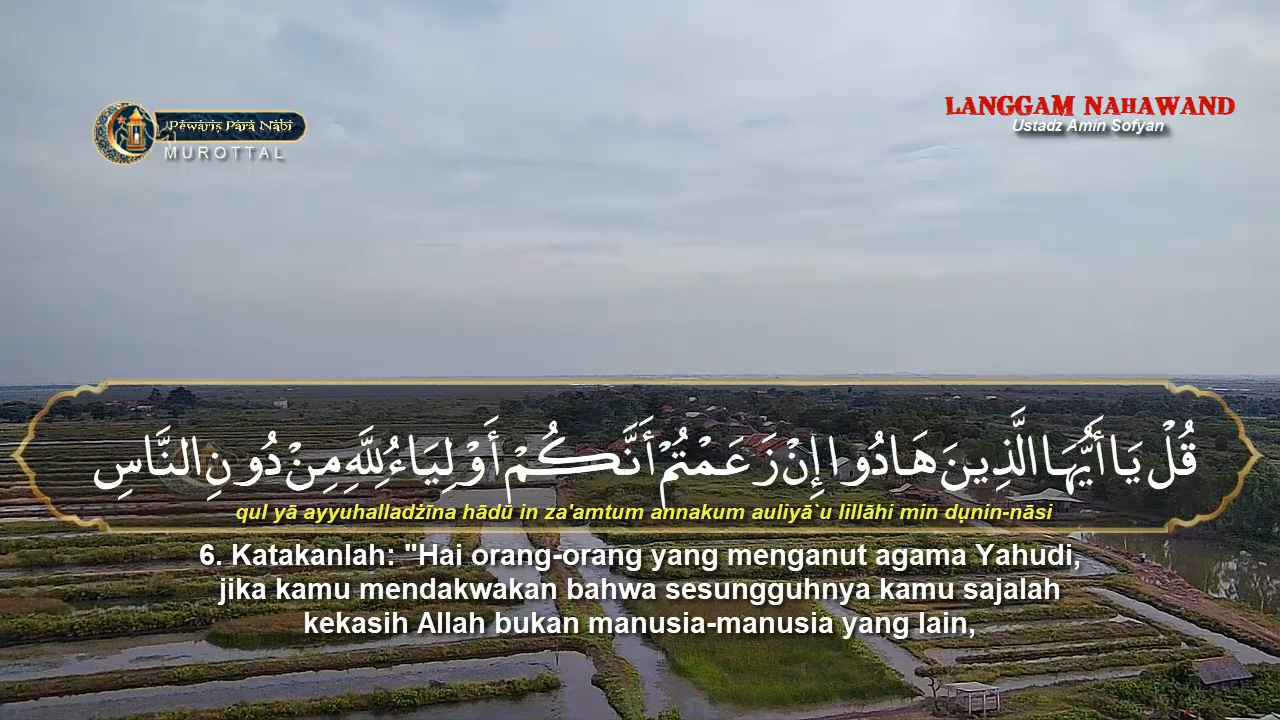 Pewaris Para Nabi
MUROTTAL
LANGGAM NAHAWAND
Ustadz Amin Sofyan
قُلْ يَا أَيُّهَا الَّذِينَ هَادُوا إِنْ زَعَمْتُمْ أَنَّكُمْ أَوْلِيَاءُ لِلَّهِ مِنْ دُونِ النَّاسِ
qul yā ayyuhallażīna hādū in za'amtum annakum auliyā`u lillāhi min dụnin-nāsi
6. Katakanlah: "Hai orang-orang yang menganut agama Yahudi,
jika kamu mendakwakan bahwa sesungguhnya kamu sajalah
kekasih Allah bukan manusia-manusia yang lain,